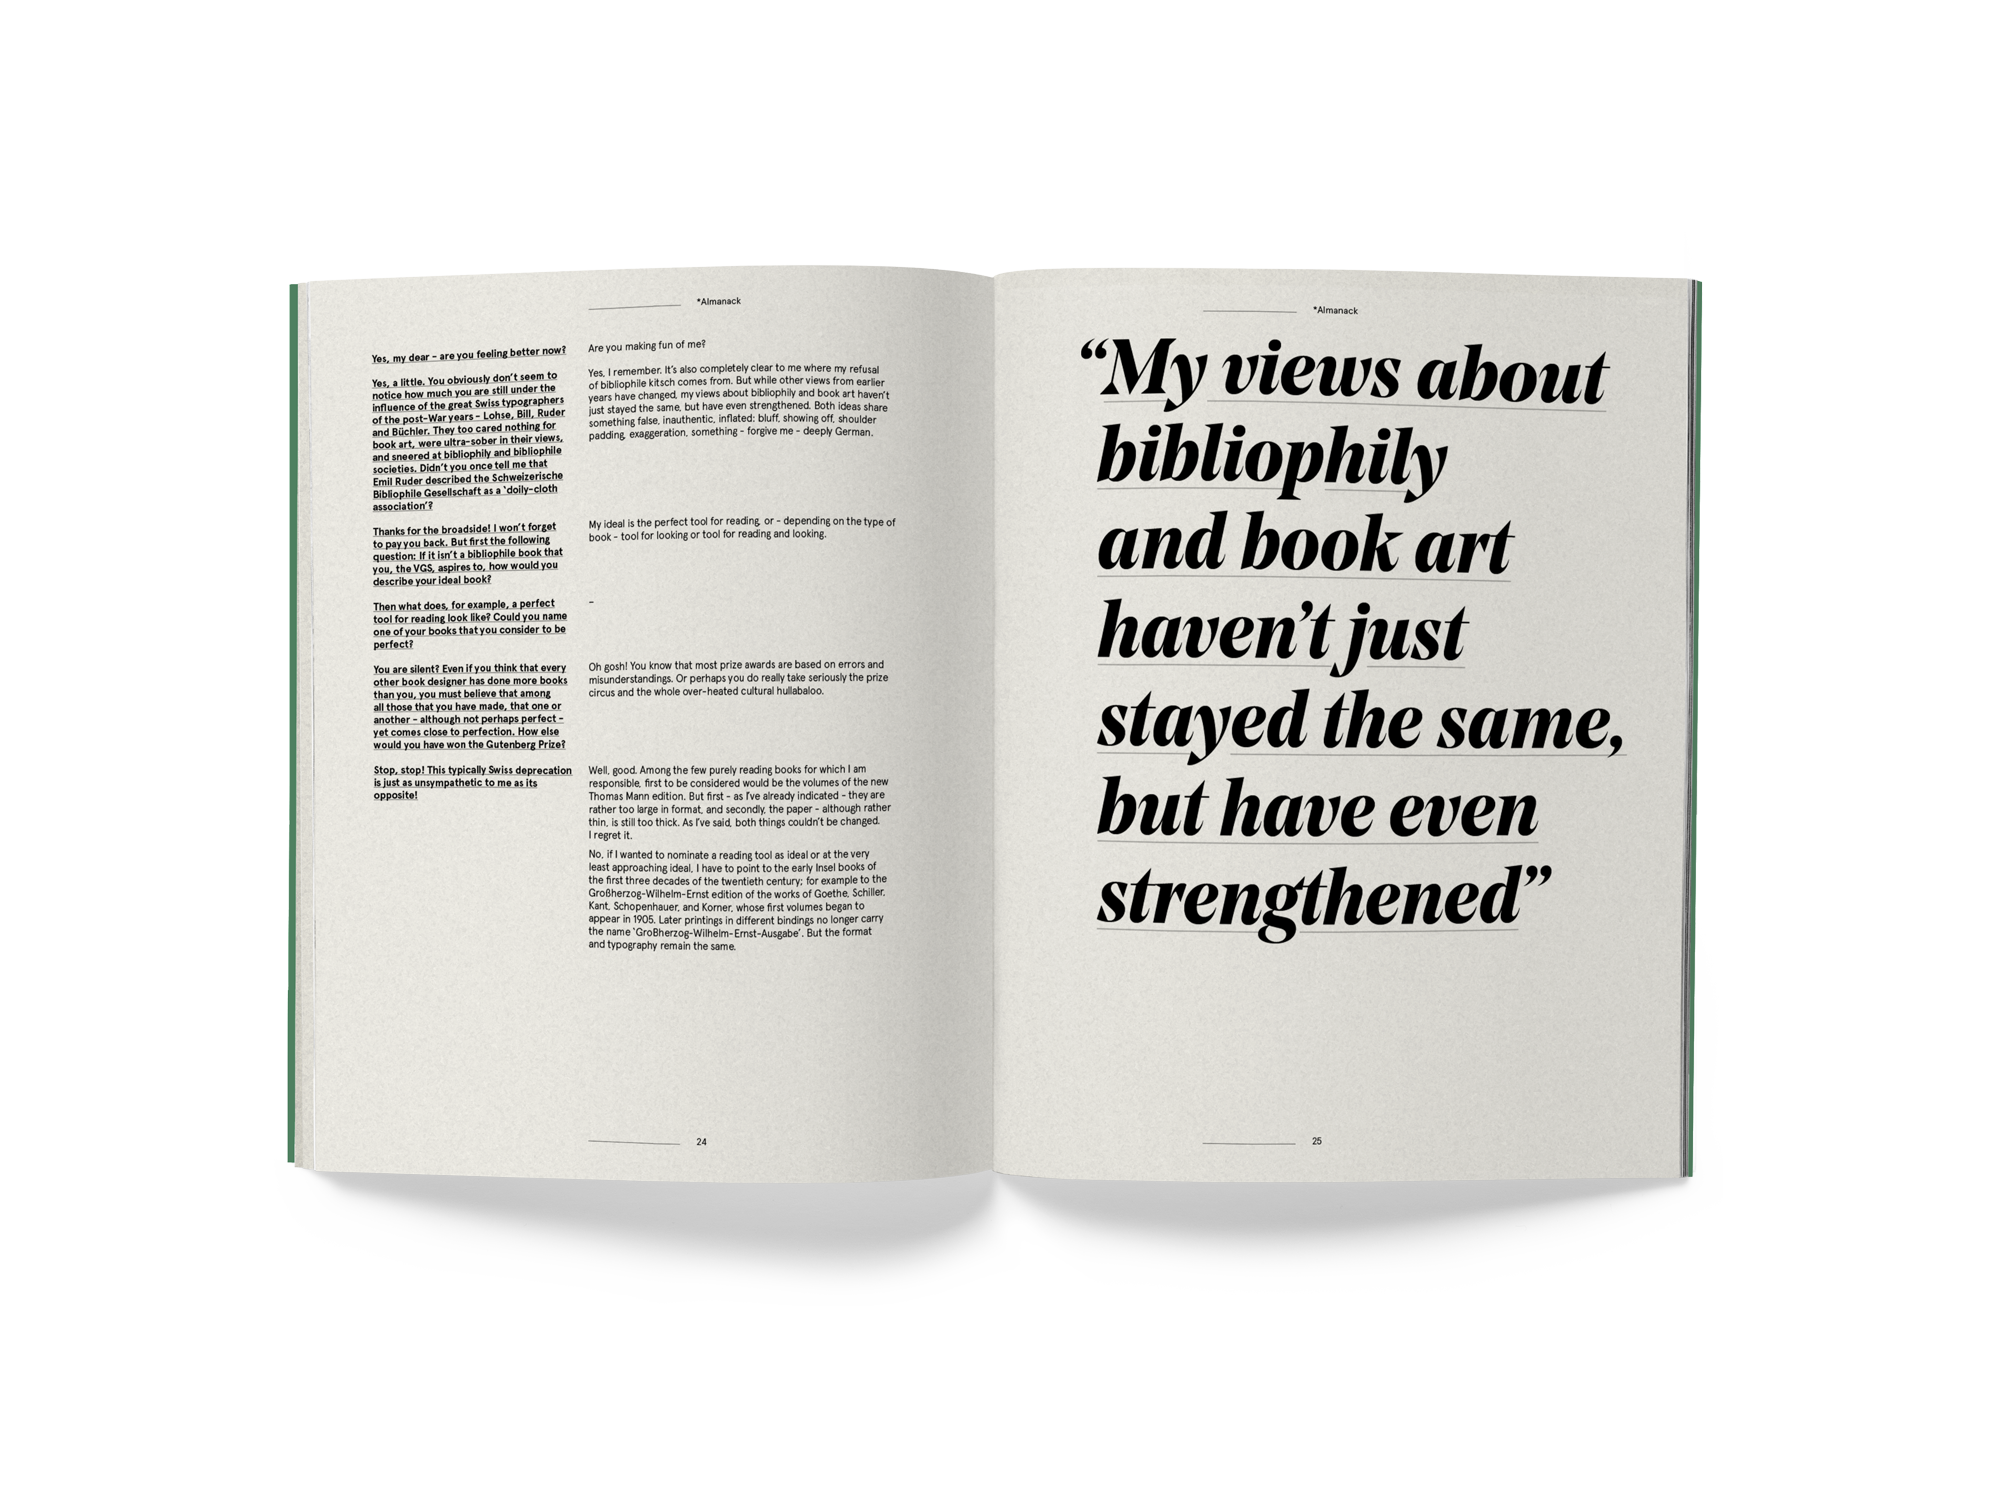 *Almanack
Yes, my dear – are you feeling better now?
Are you making fun of me?
Yes, a little. You obviously don't seem to
notice how much you are still under the
influence of the great Swiss typographers
of the post-War years – Lohse, Bill, Ruder
and Büchler. They too cared nothing for
book art, were ultra-sober in their views,
and sneered at bibliophily and bibliophile
societies. Didn't you once tell me that
Emil Ruder described the Schweizerische
Bibliophile Gesellschaft as a ‘doily-cloth
association’?
Yes, I remember. It's also completely clear to me where my refusal
of bibliophile kitsch comes from. But while other views from earlier
years have changed, my views about bibliophily and book art haven't
just stayed the same, but have even strengthened. Both ideas share
something false, inauthentic, inflated: bluff, showing off, shoulder
padding, exaggeration, something – forgive me – deeply German.
Thanks for the broadside! I won't forget
to pay you back. But first the following
question: If it isn't a bibliophile book that
you, the VGS, aspires to, how would you
describe your ideal book?
My ideal is the perfect tool for reading, or – depending on the type of
book – tool for looking or tool for reading and looking.
Then what does, for example, a perfect
tool for reading look like? Could you name
one of your books that you consider to be
perfect?
–
You are silent? Even if you think that every
other book designer has done more books
than you, you must believe that among
all those that you have made, that one or
another – although not perhaps perfect –
yet comes close to perfection. How else
would you have won the Gutenberg Prize?
Oh gosh! You know that most prize awards are based on errors and
misunderstandings. Or perhaps you do really take seriously the prize
circus and the whole over-heated cultural hullabaloo.
Stop, stop! This typically Swiss deprecation
is just as unsympathetic to me as its
opposite!
Well, good. Among the few purely reading books for which I am
responsible, first to be considered would be the volumes of the new
Thomas Mann edition. But first – as I've already indicated – they are
rather too large in format, and secondly, the paper – although rather
thin, is still too thick. As I've said, both things couldn't be changed.
I regret it.
No, if I wanted to nominate a reading tool as ideal or at the very
least approaching ideal, I have to point to the early Insel books of
the first three decades of the twentieth century; for example to the
Großherzog-Wilhelm-Ernst edition of the works of Goethe, Schiller,
Kant, Schopenhauer, and Korner, whose first volumes began to
appear in 1905. Later printings in different bindings no longer carry
the name ‘Großherzog-Wilhelm-Ernst-Ausgabe’. But the format
and typography remain the same.
24
*Almanack
“My views about
bibliophily
and book art
haven’t just
stayed the same,
but have even
strengthened”
25